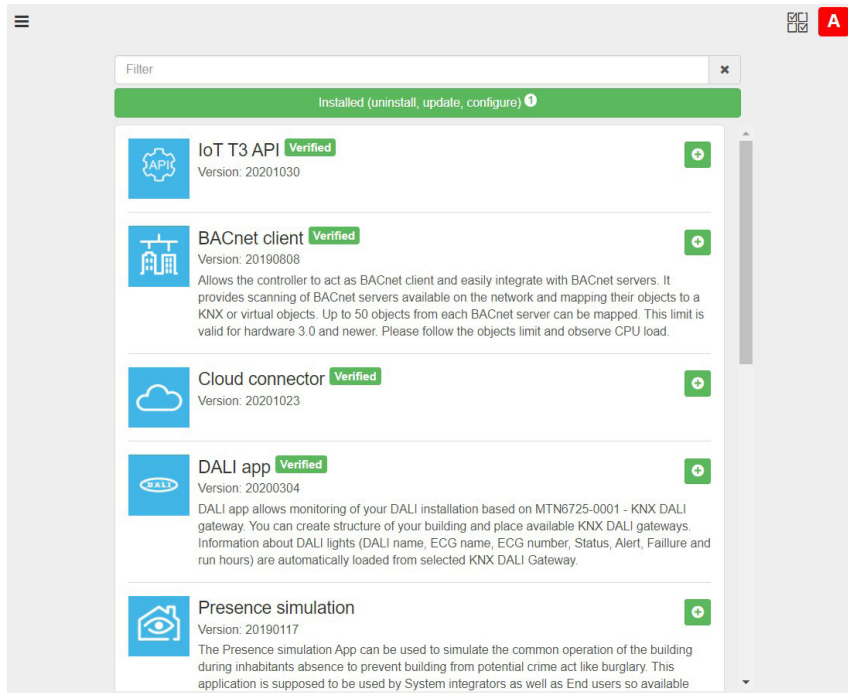 A
Filter
Installed (uninstall, update, configure) 1
API
IoT T3 API Verified
Version: 20201030
BACnet client Verified
Version: 20190808
Allows the controller to act as BACnet client and easily integrate with BACnet servers. It
provides scanning of BACnet servers available on the network and mapping their objects to a
KNX or virtual objects. Up to 50 objects from each BACnet server can be mapped. This limit is
valid for hardware 3.0 and newer. Please follow the objects limit and observe CPU load.
Cloud connector Verified
Version: 20201023
DALI
DALI app Verified
Version: 20200304
DALI app allows monitoring of your DALI installation based on MTN6725-0001 - KNX DALI
gateway. You can create structure of your building and place available KNX DALI gateways.
Information about DALI lights (DALI name, ECG name, ECG number, Status, Alert, Faillure and
run hours) are automatically loaded from selected KNX DALI Gateway.
Presence simulation
Version: 20190117
The Presence simulation App can be used to simulate the common operation of the building
during inhabitants absence to prevent building from potential crime act like burglary. This
application is supposed to be used by System integrators as well as End users so available